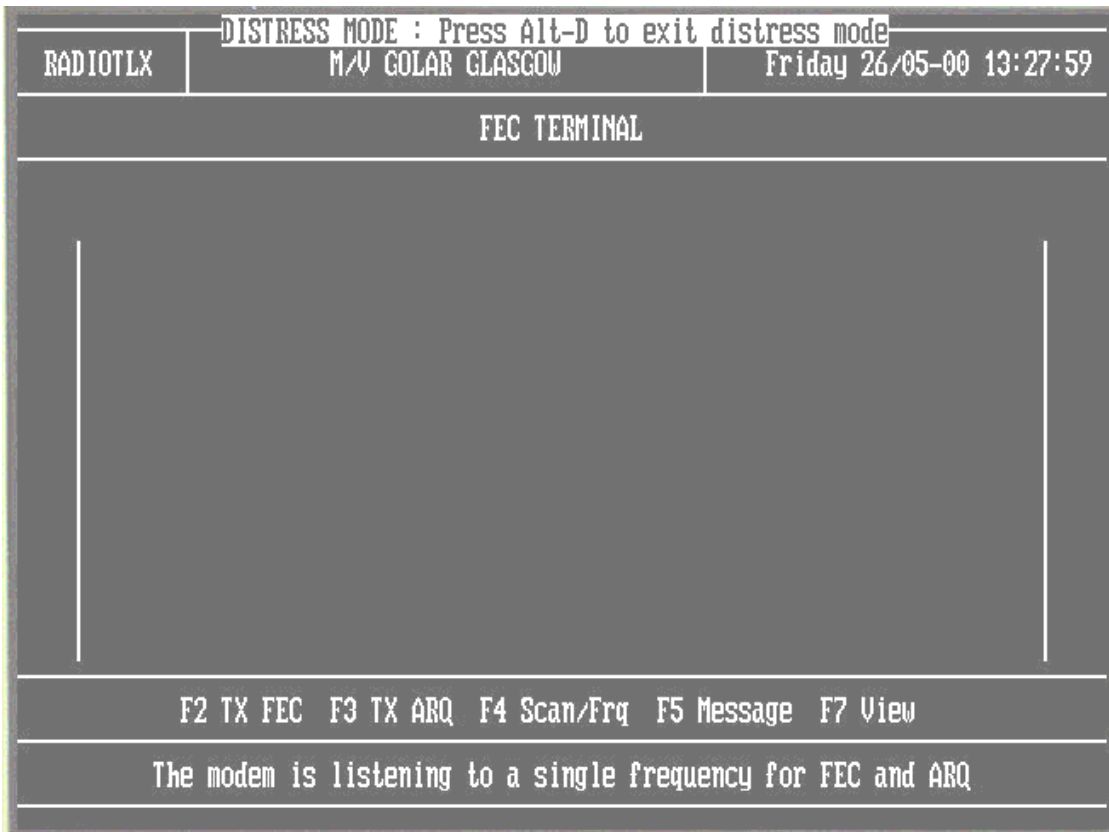 DISTRESS MODE : Press Alt-D to exit distress mode
RADIOTLX M/V GOLAR GLASGOW Friday 26/05-00 13:27:59
FEC TERMINAL
F2 TX FEC F3 TX ARQ F4 Scan/Frq F5 Message F7 View
The modem is listening to a single frequency for FEC and ARQ